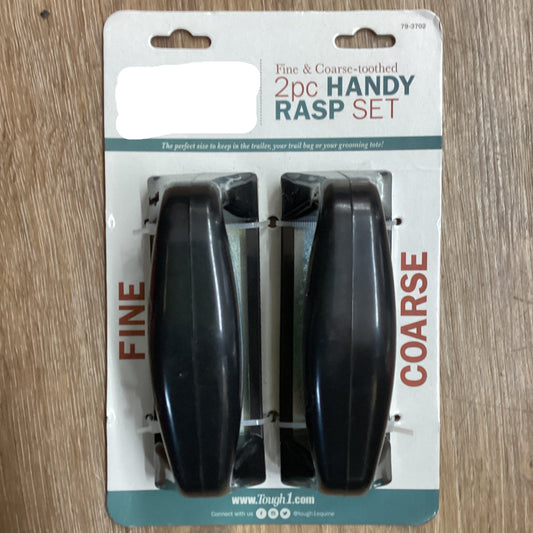 79-3702
Fine & Coarse-toothed
2pc HANDY
RASP SET
The perfect size to keep in the trailer, your trail bag or your grooming tote!
FINE
COARSE
www.Tough1.com
Connect with us @tough1equine